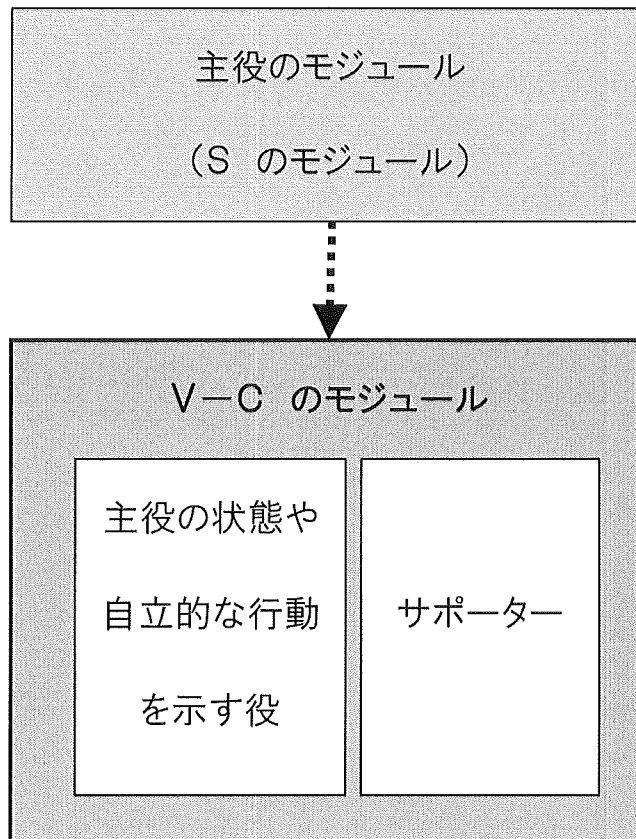 主役のモジュール
(S のモジュール)
V－C のモジュール
主役の状態や
自立的な行動
を示す役
サポーター